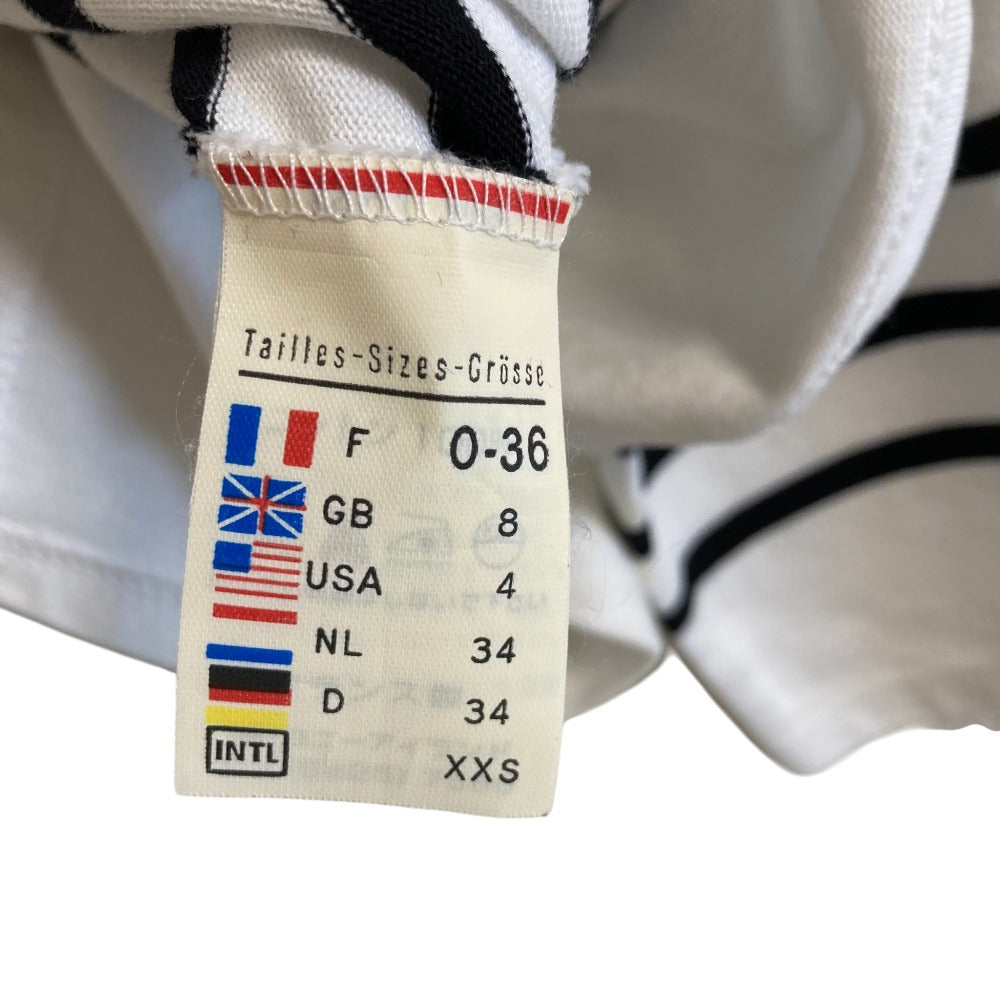 Tailles-Sizes-Grösse
F 0-36
GB 8
USA 4
NL 34
D 34
INTL XXS